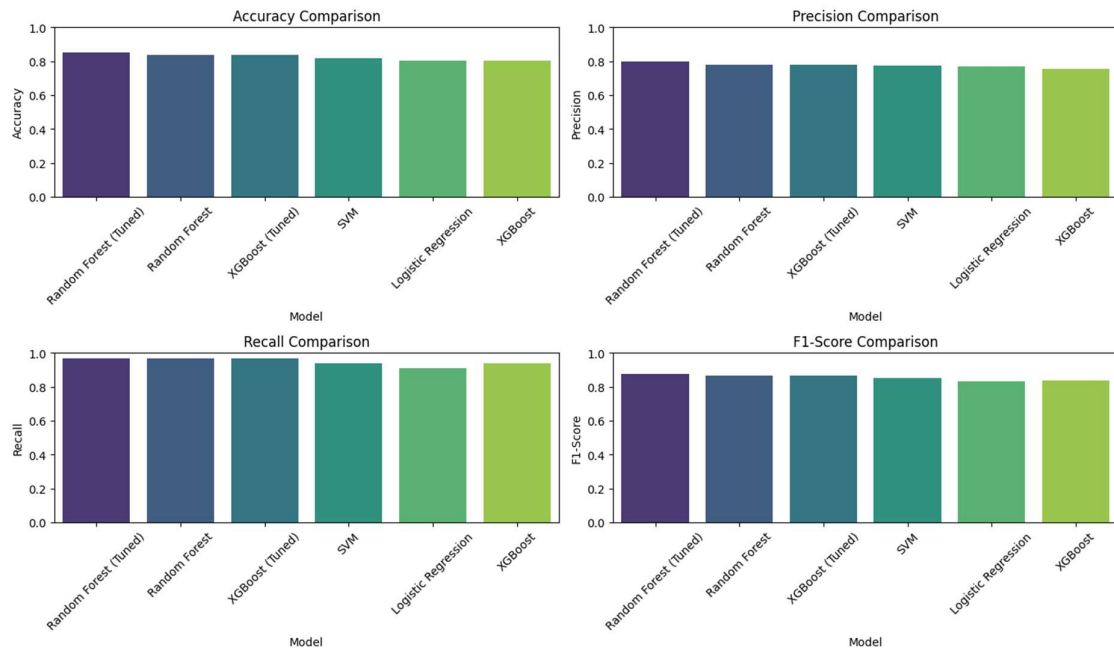 Accuracy Comparison
1.0
0.8
0.6
0.4
0.2
0.0
Accuracy
Random Forest (Tuned)
Random Forest
XGBoost (Tuned)
SVM
Logistic Regression
XGBoost
Model
Precision Comparison
1.0
0.8
0.6
0.4
0.2
0.0
Precision
Random Forest (Tuned)
Random Forest
XGBoost (Tuned)
SVM
Logistic Regression
XGBoost
Model
Recall Comparison
1.0
0.8
0.6
0.4
0.2
0.0
Recall
Random Forest (Tuned)
Random Forest
XGBoost (Tuned)
SVM
Logistic Regression
XGBoost
Model
F1-Score Comparison
1.0
0.8
0.6
0.4
0.2
0.0
F1-Score
Random Forest (Tuned)
Random Forest
XGBoost (Tuned)
SVM
Logistic Regression
XGBoost
Model